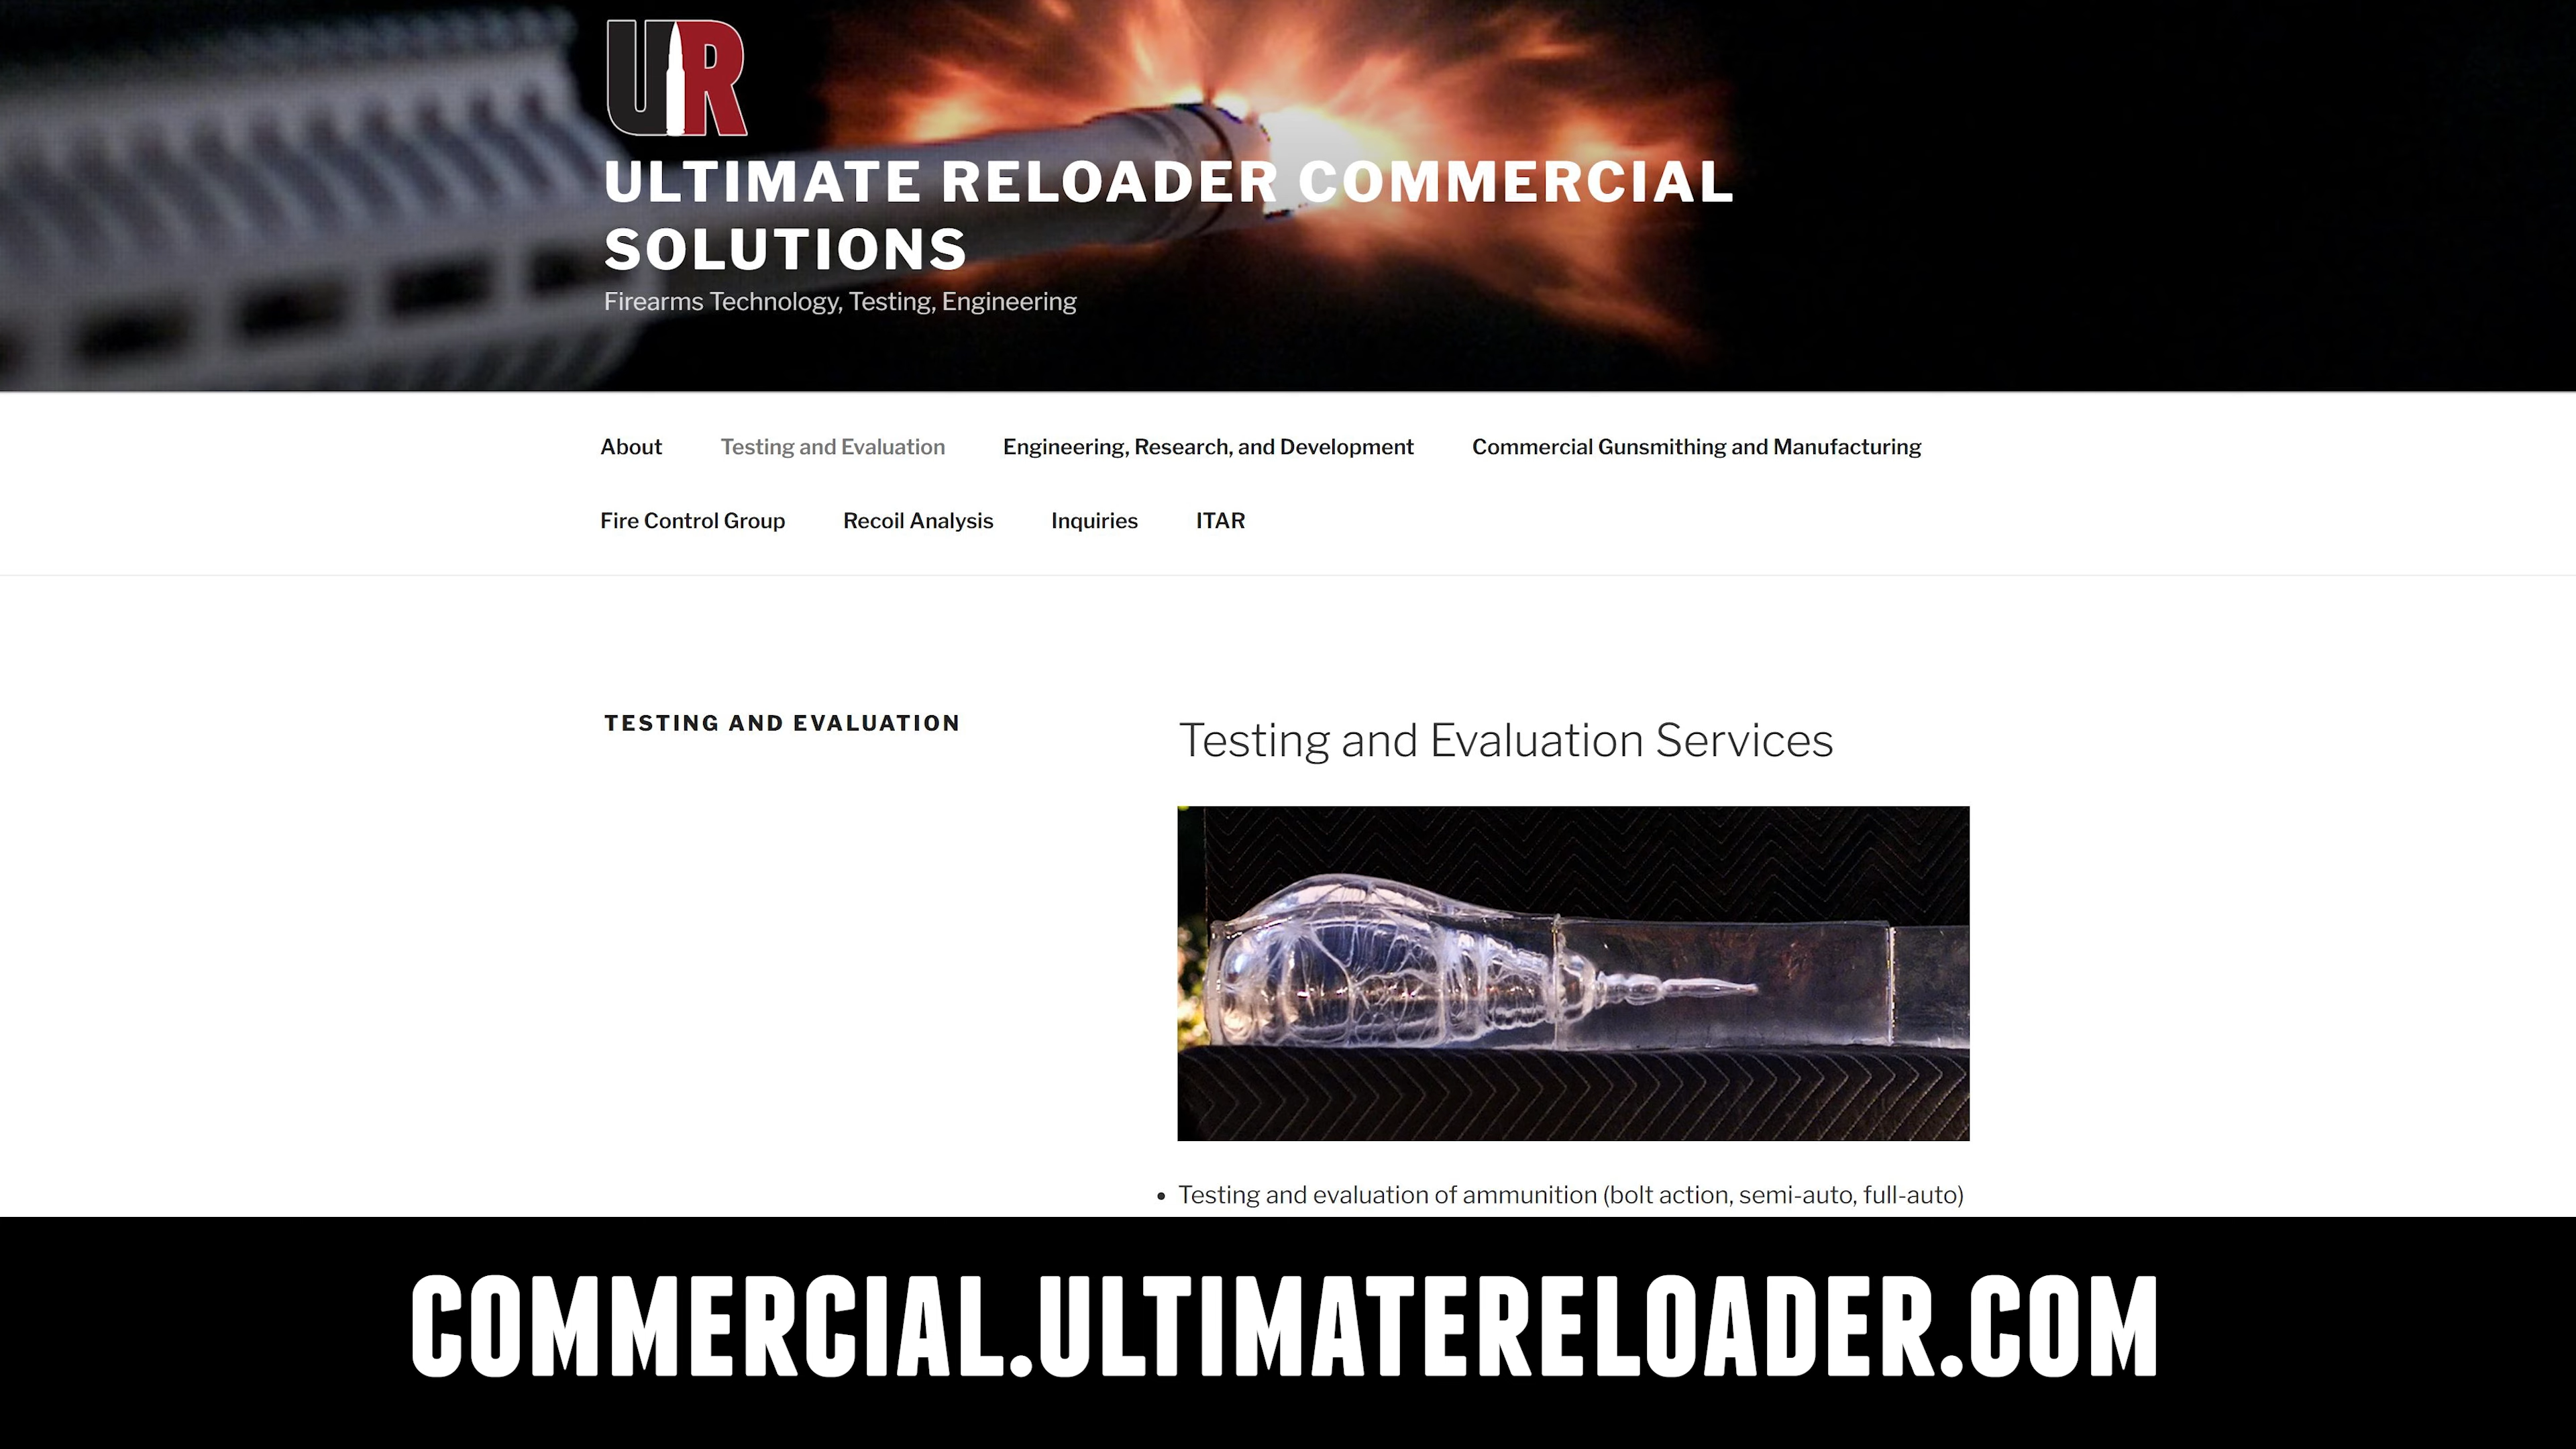 UR
ULTIMATE RELOADER COMMERCIAL
SOLUTIONS
Firearms Technology, Testing, Engineering
About Testing and Evaluation Engineering, Research, and Development Commercial Gunsmithing and Manufacturing
Fire Control Group Recoil Analysis Inquiries ITAR
TESTING AND EVALUATION
Testing and Evaluation Services
• Testing and evaluation of ammunition (bolt action, semi-auto, full-auto)
COMMERCIAL.ULTIMATERELOADER.COM